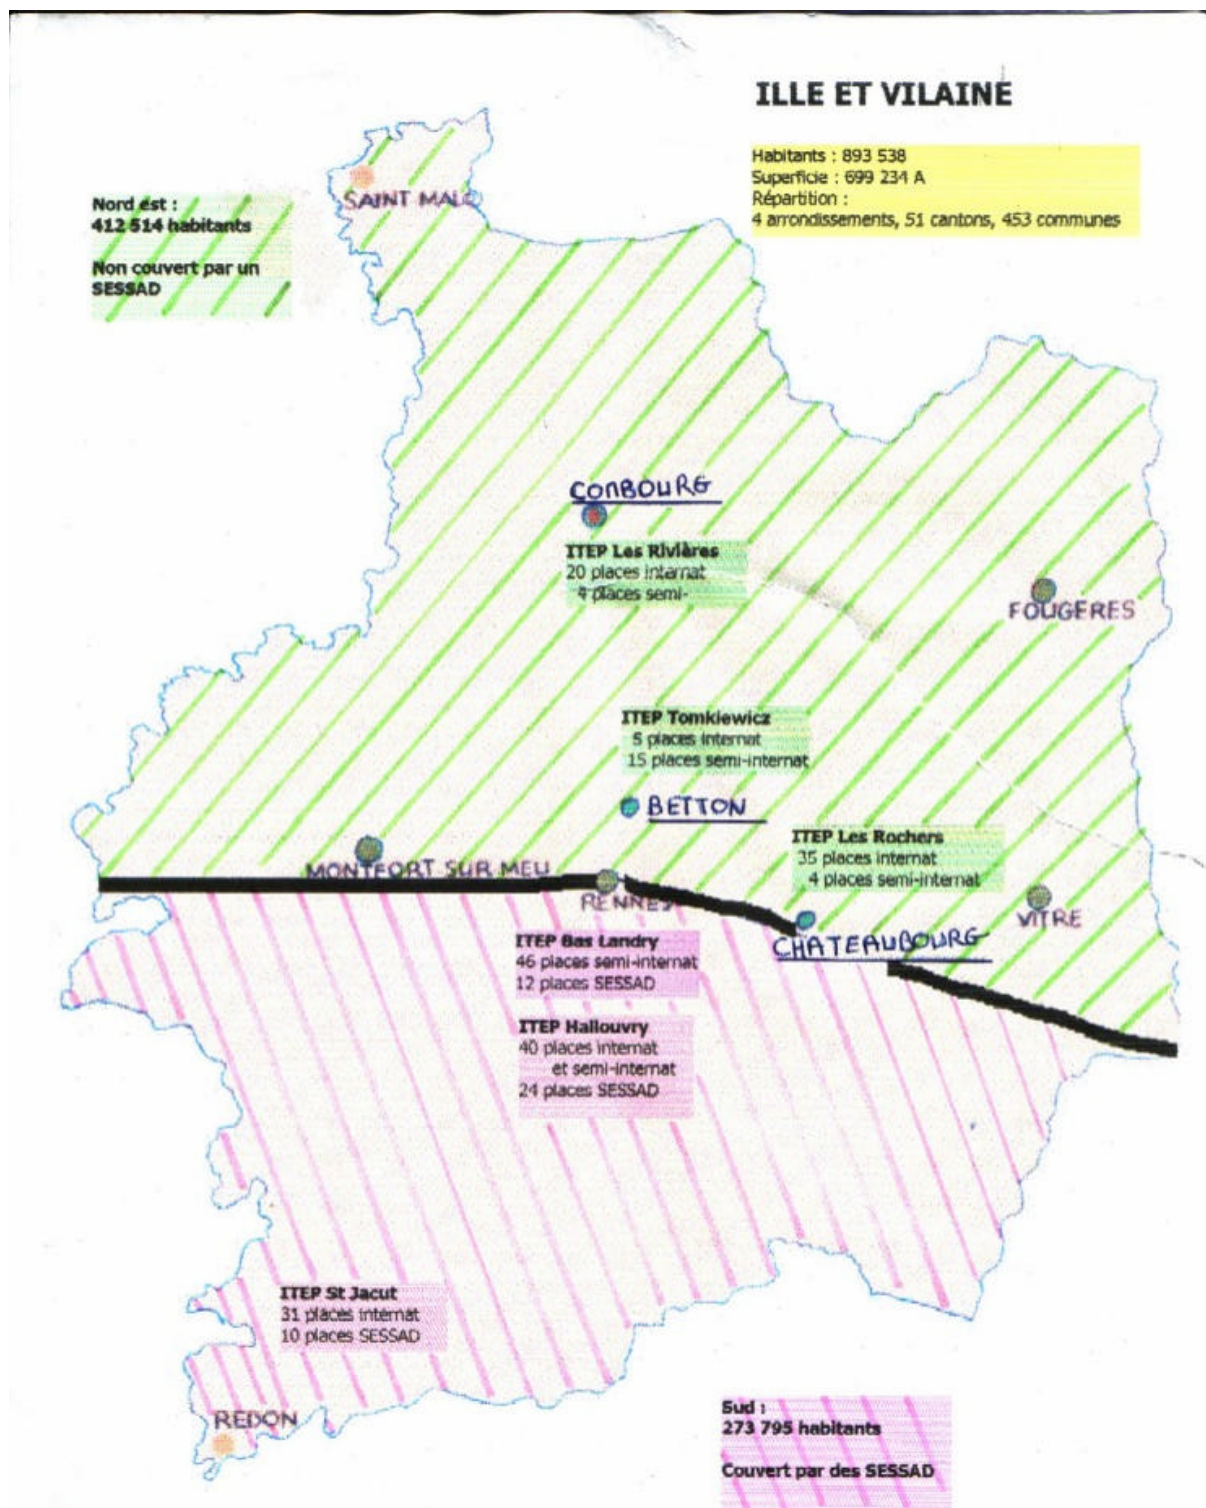 ILLE ET VILAINE
Habitants : 893 538
Superficie : 699 234 A
Répartition :
4 arrondissements, 51 cantons, 453 communes
Nord est :
412 514 habitants
Non couvert par un
SESSAD
SAINT MALO
COMBOURG
ITEP Les Rivières
20 places internat
4 places semi-
FOUGERES
ITEP Tomkiewicz
5 places internat
15 places semi-internat
BETTON
ITEP Les Rochers
35 places internat
4 places semi-internat
MONTFORT SUR MEU
RENNES
VITRE
CHATEAUBOURG
ITEP Bas Landry
46 places semi-internat
12 places SESSAD
ITEP Hallouvry
40 places internat
et semi-internat
24 places SESSAD
ITEP St Jacut
31 places internat
10 places SESSAD
REDON
Sud :
273 795 habitants
Couvert par des SESSAD